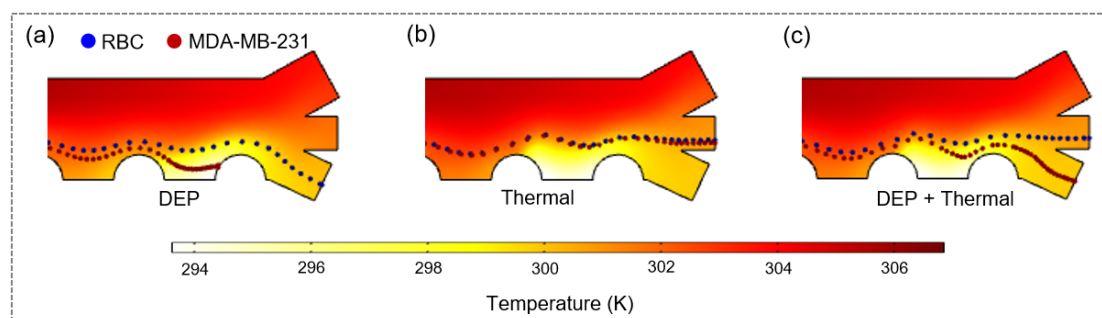 (a) RBC MDA-MB-231 (b) (c)
DEP Thermal DEP + Thermal
294 296 298 300 302 304 306
Temperature (K)